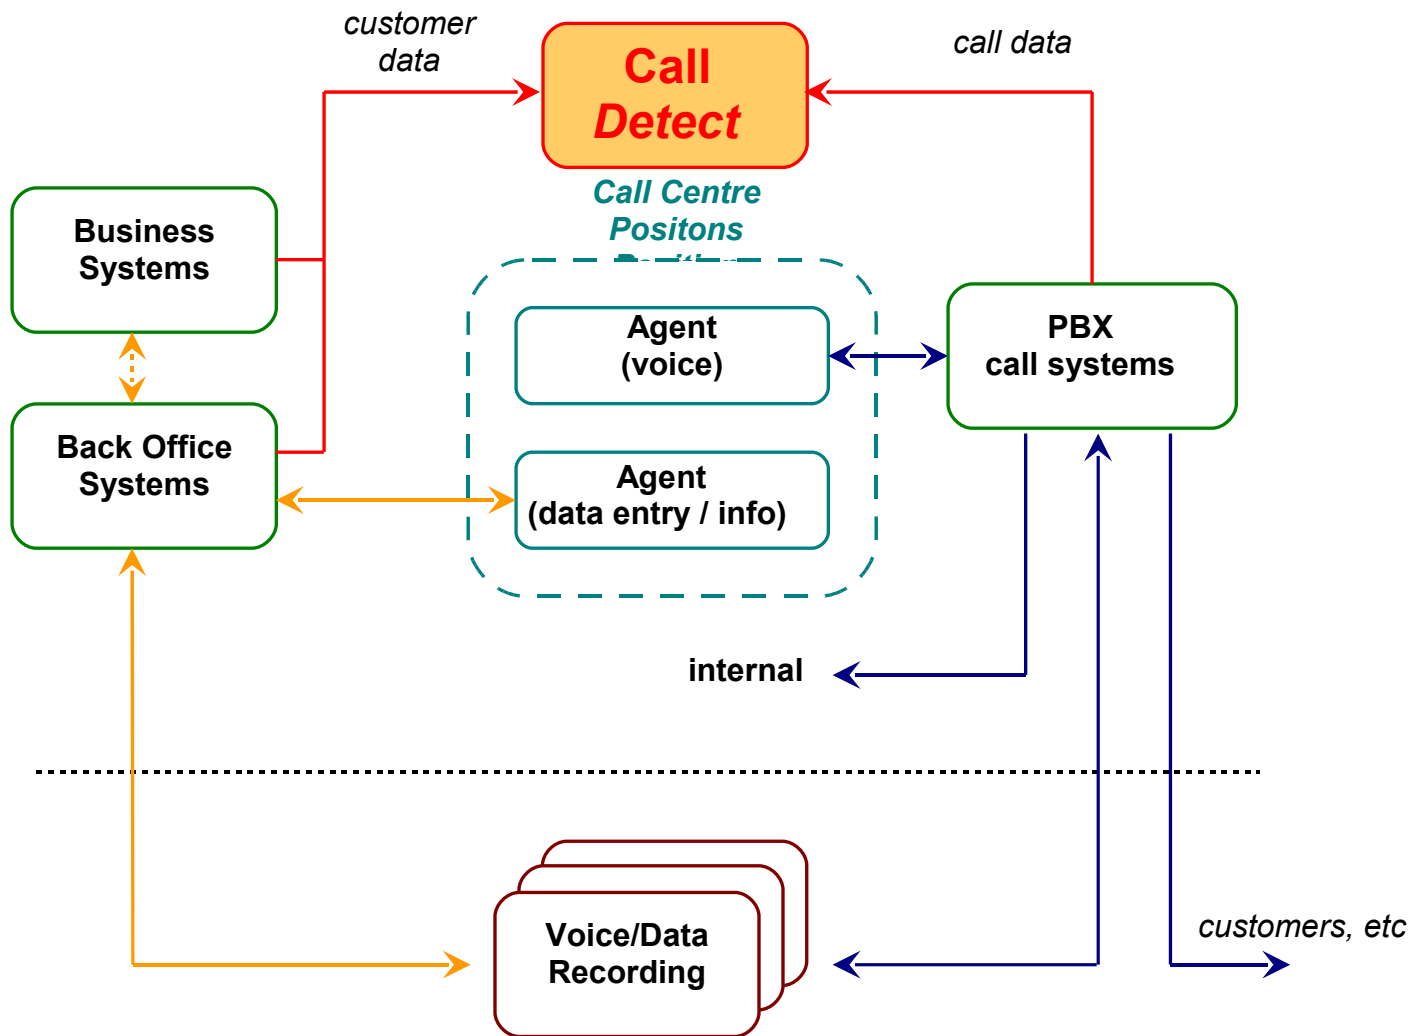 customer
data
Call
Detect
call data
Call Centre
Positons
Business
Systems
Agent
(voice)
PBX
call systems
Back Office
Systems
Agent
(data entry / info)
internal
Voice/Data
Recording
customers, etc